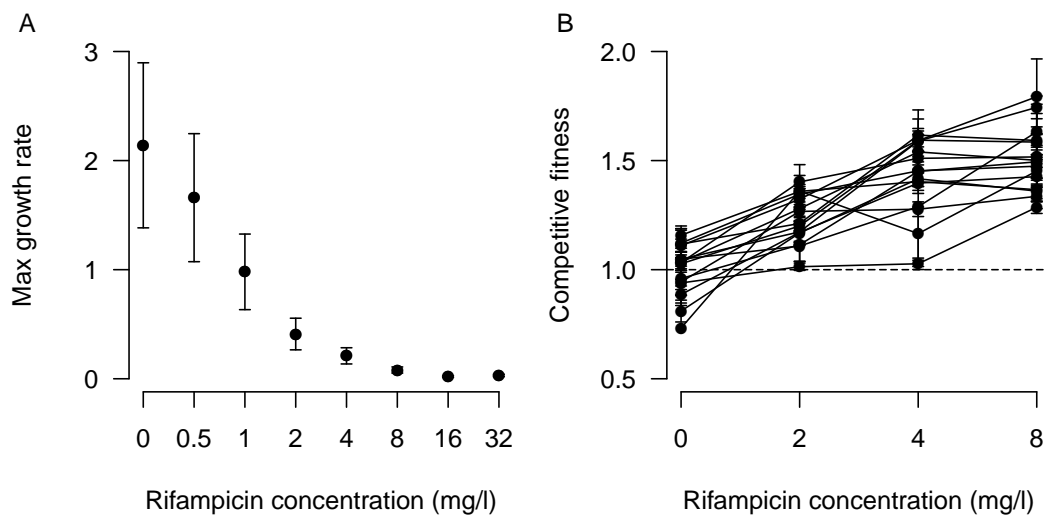 A
Max growth rate
3
2
1
0
0 0.5 1 2 4 8 16 32
Rifampicin concentration (mg/l)
B
Competitive fitness
2.0
1.5
1.0
0.5
0 2 4 8
Rifampicin concentration (mg/l)